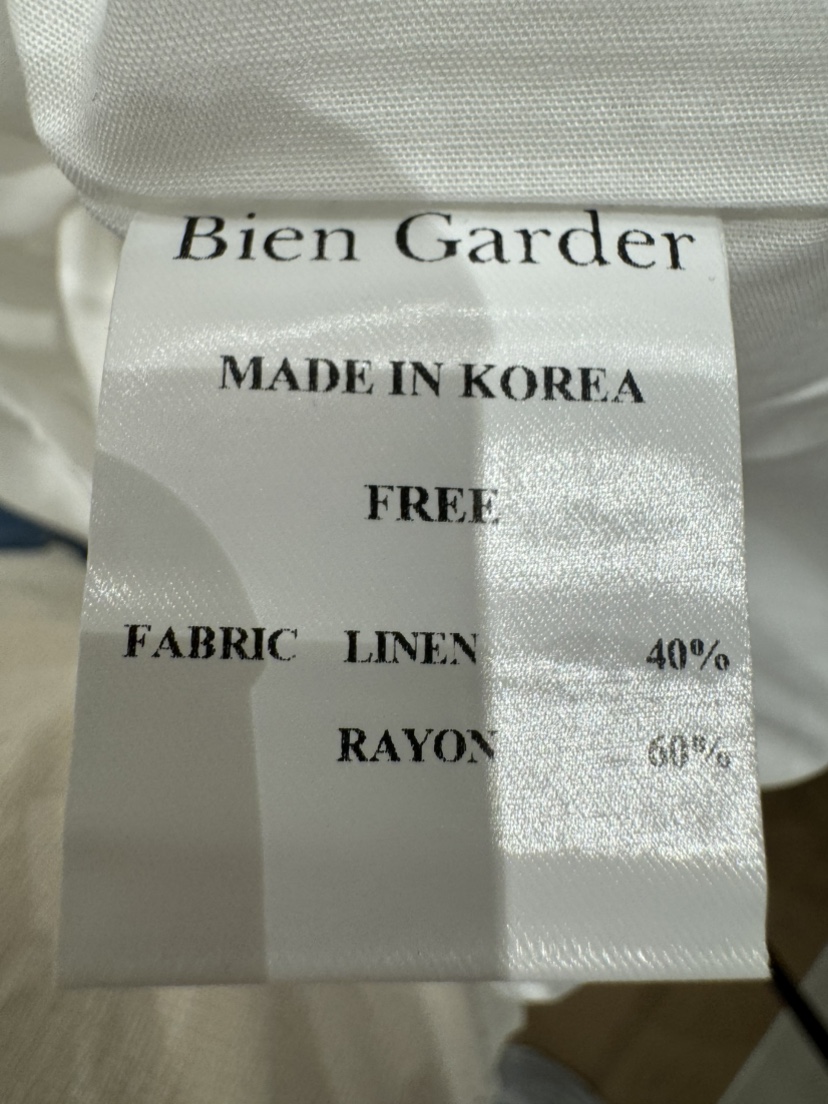 Bien Garder
MADE IN KOREA
FREE
FABRIC LINEN 40%
RAYON 60%